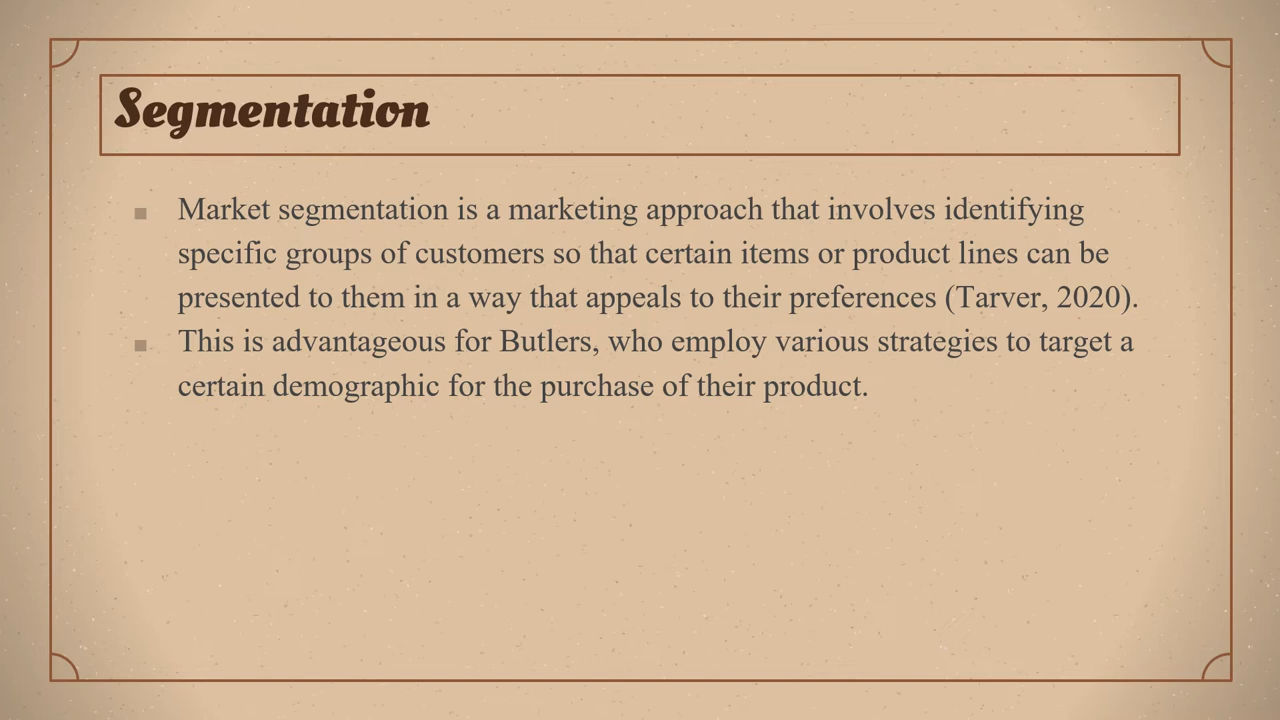 Segmentation
Market segmentation is a marketing approach that involves identifying
specific groups of customers so that certain items or product lines can be
presented to them in a way that appeals to their preferences (Tarver, 2020).
This is advantageous for Butlers, who employ various strategies to target a
certain demographic for the purchase of their product.